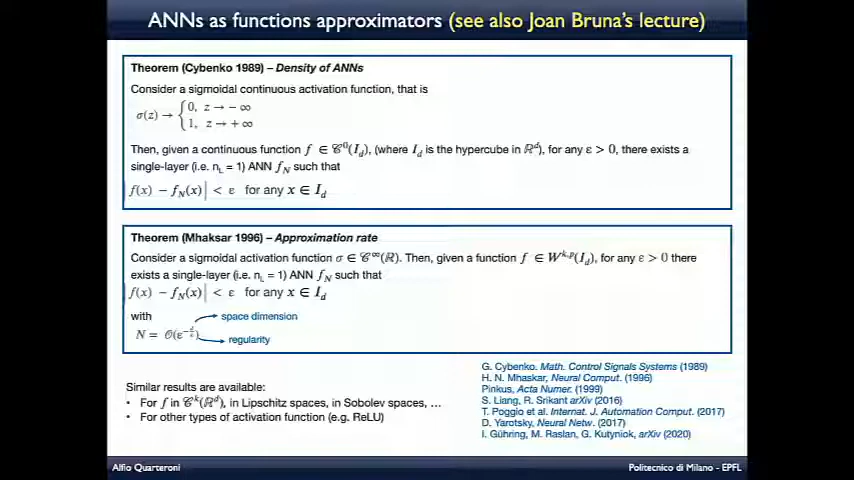 ANNs as functions approximators (see also Joan Bruna's lecture)
Theorem (Cybenko 1989) – Density of ANNs
Consider a sigmoidal continuous activation function, that is
σ(z) → { 0, z → − ∞
1, z → + ∞
Then, given a continuous function f ∈ 𝒞⁰(I_d), (where I_d is the hypercube in ℝᵈ), for any ε > 0, there exists a
single-layer (i.e. n_L = 1) ANN f_N such that
|f(x) − f_N(x)| < ε for any x ∈ I_d
Theorem (Mhaksar 1996) – Approximation rate
Consider a sigmoidal activation function σ ∈ 𝒞^∞(ℝ). Then, given a function f ∈ W^{k,p}(I_d), for any ε > 0 there
exists a single-layer (i.e. n_L = 1) ANN f_N such that
|f(x) − f_N(x)| < ε for any x ∈ I_d
with
space dimension
N = 𝒪(ε^{−d/k})
regularity
Similar results are available:
• For f in 𝒞ᵏ(ℝᵈ), in Lipschitz spaces, in Sobolev spaces, …
• For other types of activation function (e.g. ReLU)
G. Cybenko. Math. Control Signals Systems (1989)
H. N. Mhaskar, Neural Comput. (1996)
Pinkus, Acta Numer. (1999)
S. Liang, R. Srikant arXiv (2016)
T. Poggio et al. Internat. J. Automation Comput. (2017)
D. Yarotsky, Neural Netw. (2017)
I. Gühring, M. Raslan, G. Kutyniok, arXiv (2020)
Alfio Quarteroni
Politecnico di Milano - EPFL